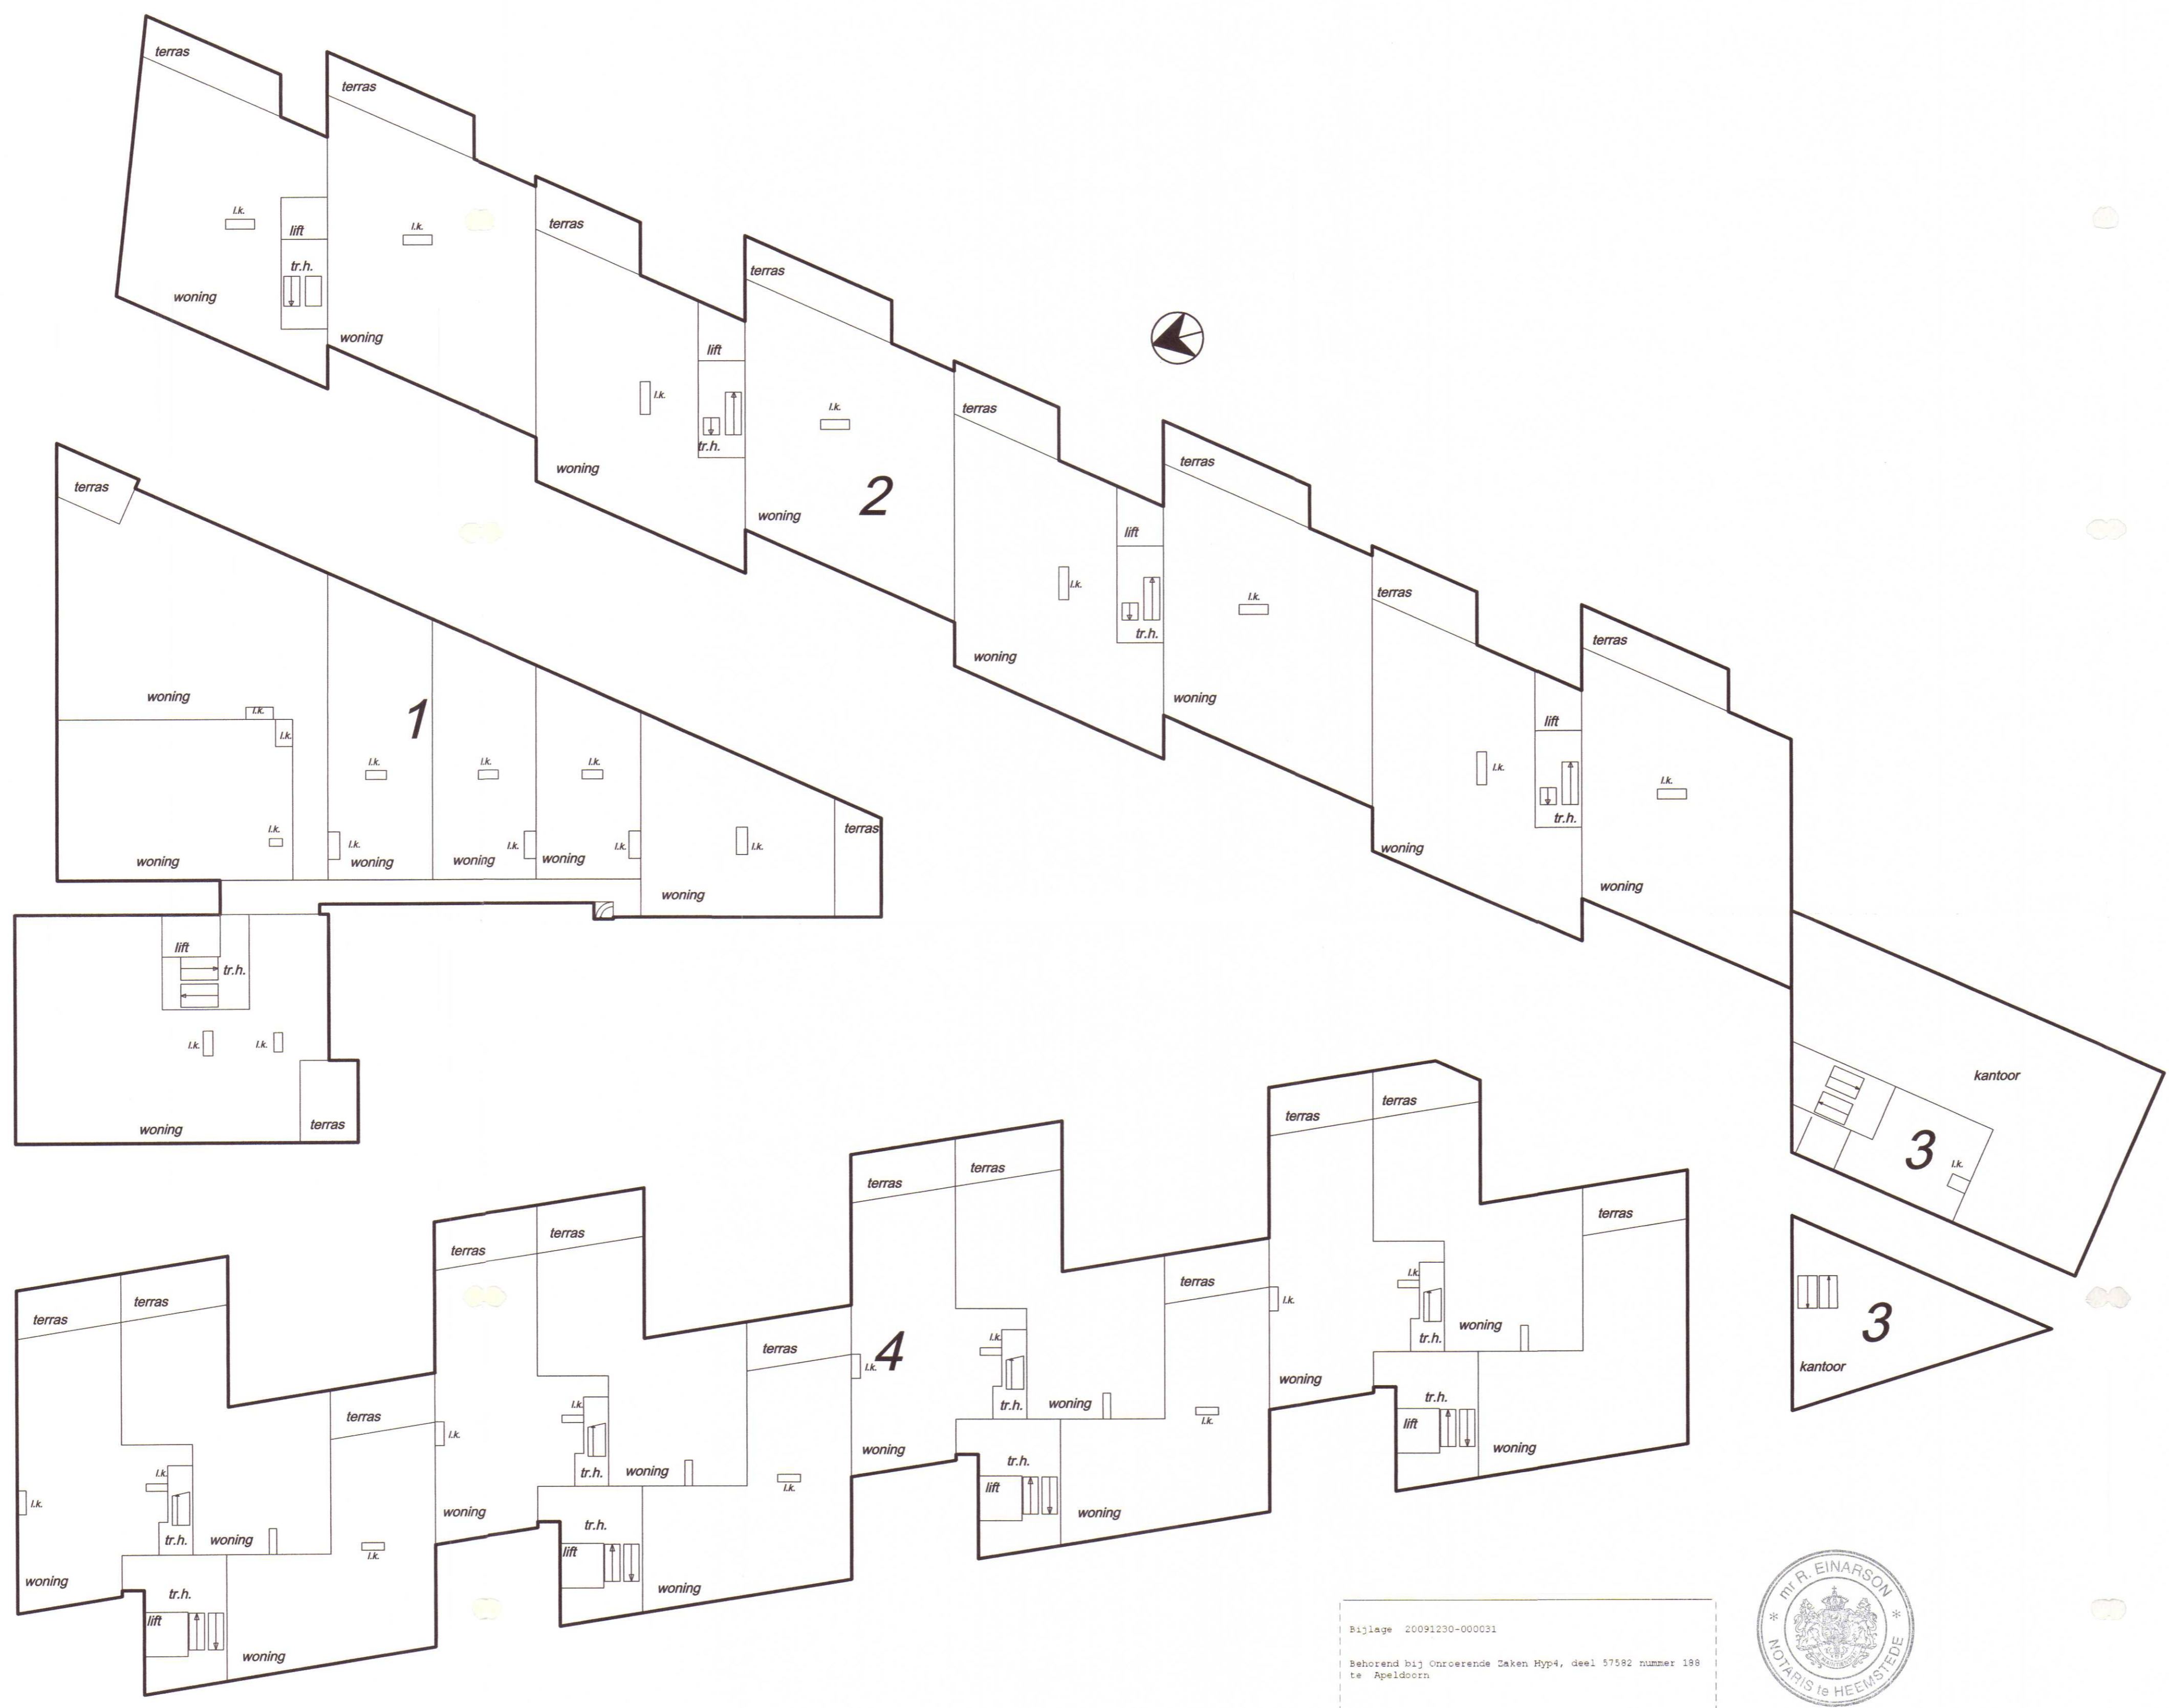 terras
terras
l.k.
l.k.
lift
tr.h.
woning
woning
terras
lift
l.k.
tr.h.
woning
terras
l.k.
2
woning
terras
lift
l.k.
tr.h.
woning
terras
l.k.
woning
terras
lift
l.k.
tr.h.
woning
terras
l.k.
woning
terras
woning
l.k.
l.k.
1
l.k.
l.k.
l.k.
l.k.
woning
l.k.
woning
woning
l.k.
woning
l.k.
l.k.
woning
terras
lift
tr.h.
l.k.
l.k.
woning
terras
kantoor
3
l.k.
3
kantoor
terras
terras
l.k.
l.k.
tr.h.
woning
woning
tr.h.
lift
woning
terras
l.k.
terras
terras
l.k.
l.k.
tr.h.
woning
woning
tr.h.
lift
woning
terras
l.k.
terras
terras
4
l.k.
l.k.
tr.h.
woning
woning
tr.h.
lift
woning
terras
l.k.
terras
terras
l.k.
l.k.
tr.h.
woning
woning
tr.h.
lift
woning
terras
Bijlage 20091230-000031
Behorend bij Onroerende Zaken Hyp4, deel 57582 nummer 188
te Apeldoorn
mr R. EINARSON
* NOTARIS te HEEMSTEDE *